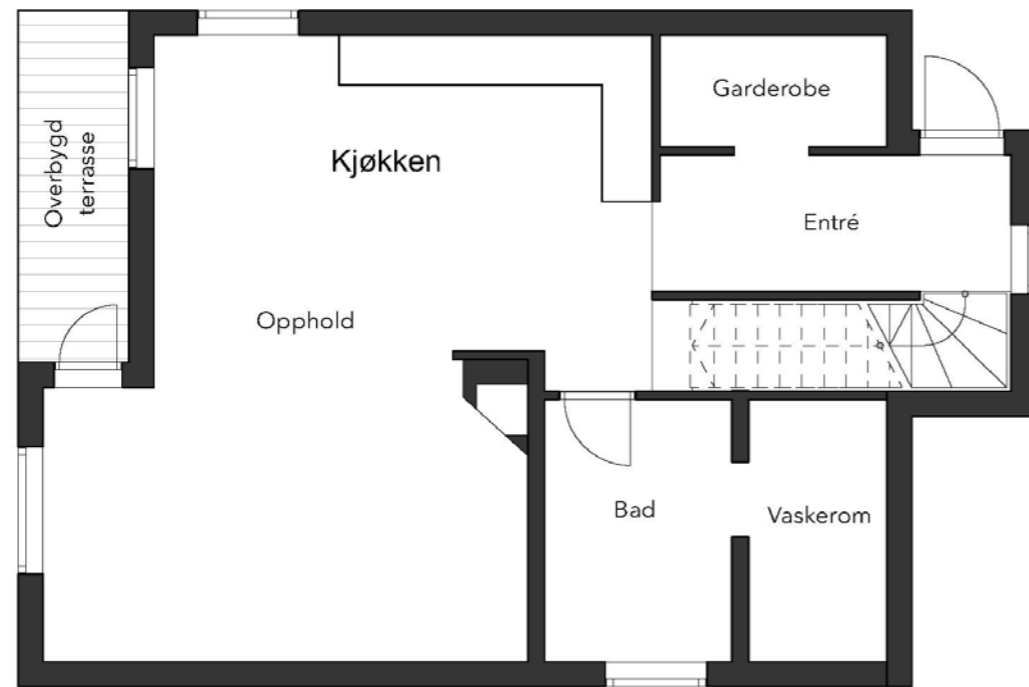 Overbygd
terrasse
Kjøkken
Garderobe
Entré
Opphold
Bad
Vaskerom